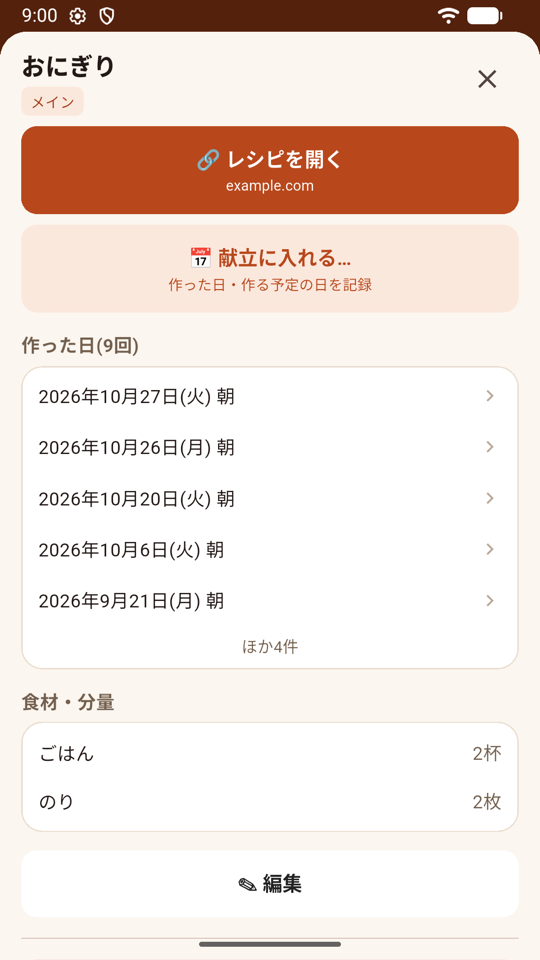 9:00
おにぎり
メイン
🔗 レシピを開く
example.com
📅 献立に入れる…
作った日・作る予定の日を記録
作った日(9回)
2026年10月27日(火) 朝
2026年10月26日(月) 朝
2026年10月20日(火) 朝
2026年10月6日(火) 朝
2026年9月21日(月) 朝
ほか4件
食材・分量
ごはん 2杯
のり 2枚
✎ 編集